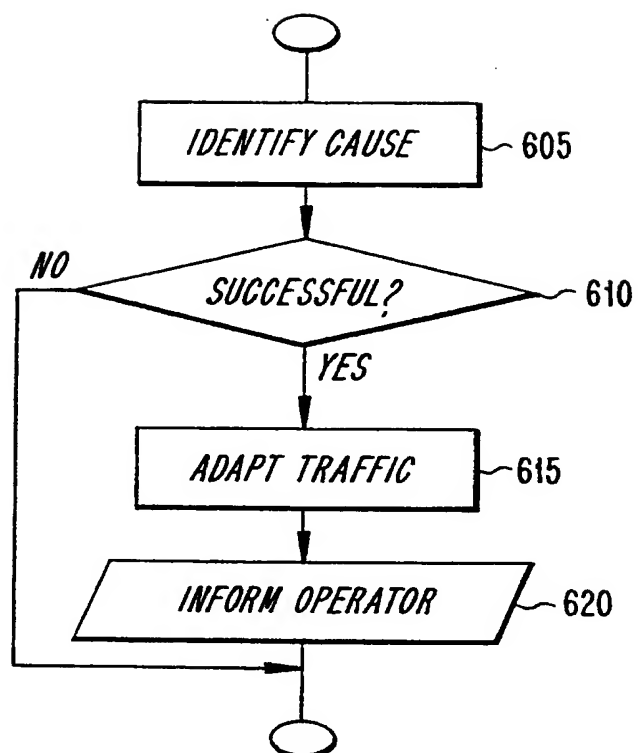 IDENTIFY CAUSE
605
NO
SUCCESSFUL?
610
YES
ADAPT TRAFFIC
615
INFORM OPERATOR
620